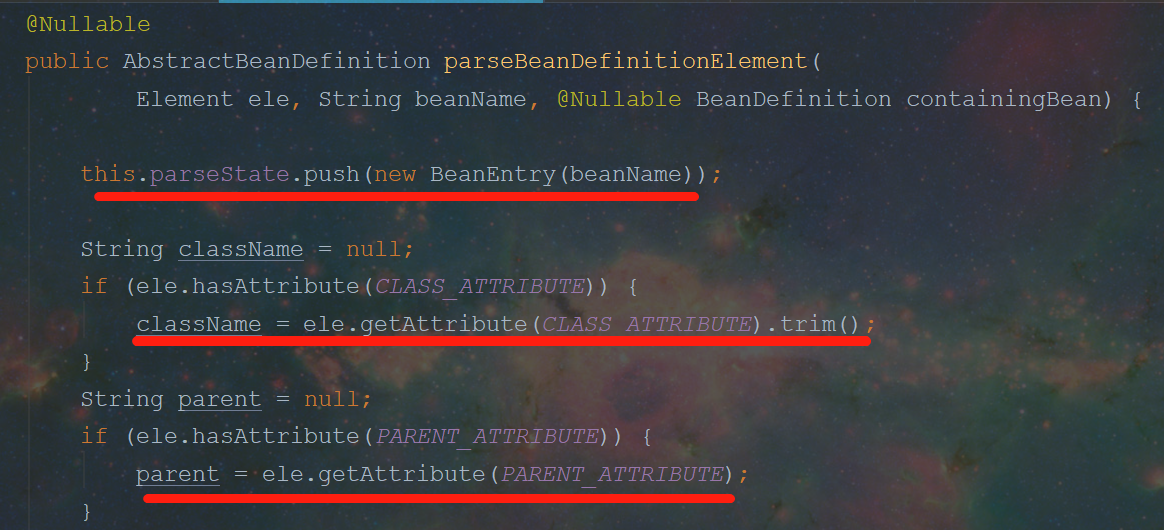 @Nullable
public AbstractBeanDefinition parseBeanDefinitionElement(
Element ele, String beanName, @Nullable BeanDefinition containingBean) {
this.parseState.push(new BeanEntry(beanName));
String className = null;
if (ele.hasAttribute(CLASS_ATTRIBUTE)) {
className = ele.getAttribute(CLASS_ATTRIBUTE).trim();
}
String parent = null;
if (ele.hasAttribute(PARENT_ATTRIBUTE)) {
parent = ele.getAttribute(PARENT_ATTRIBUTE);
}